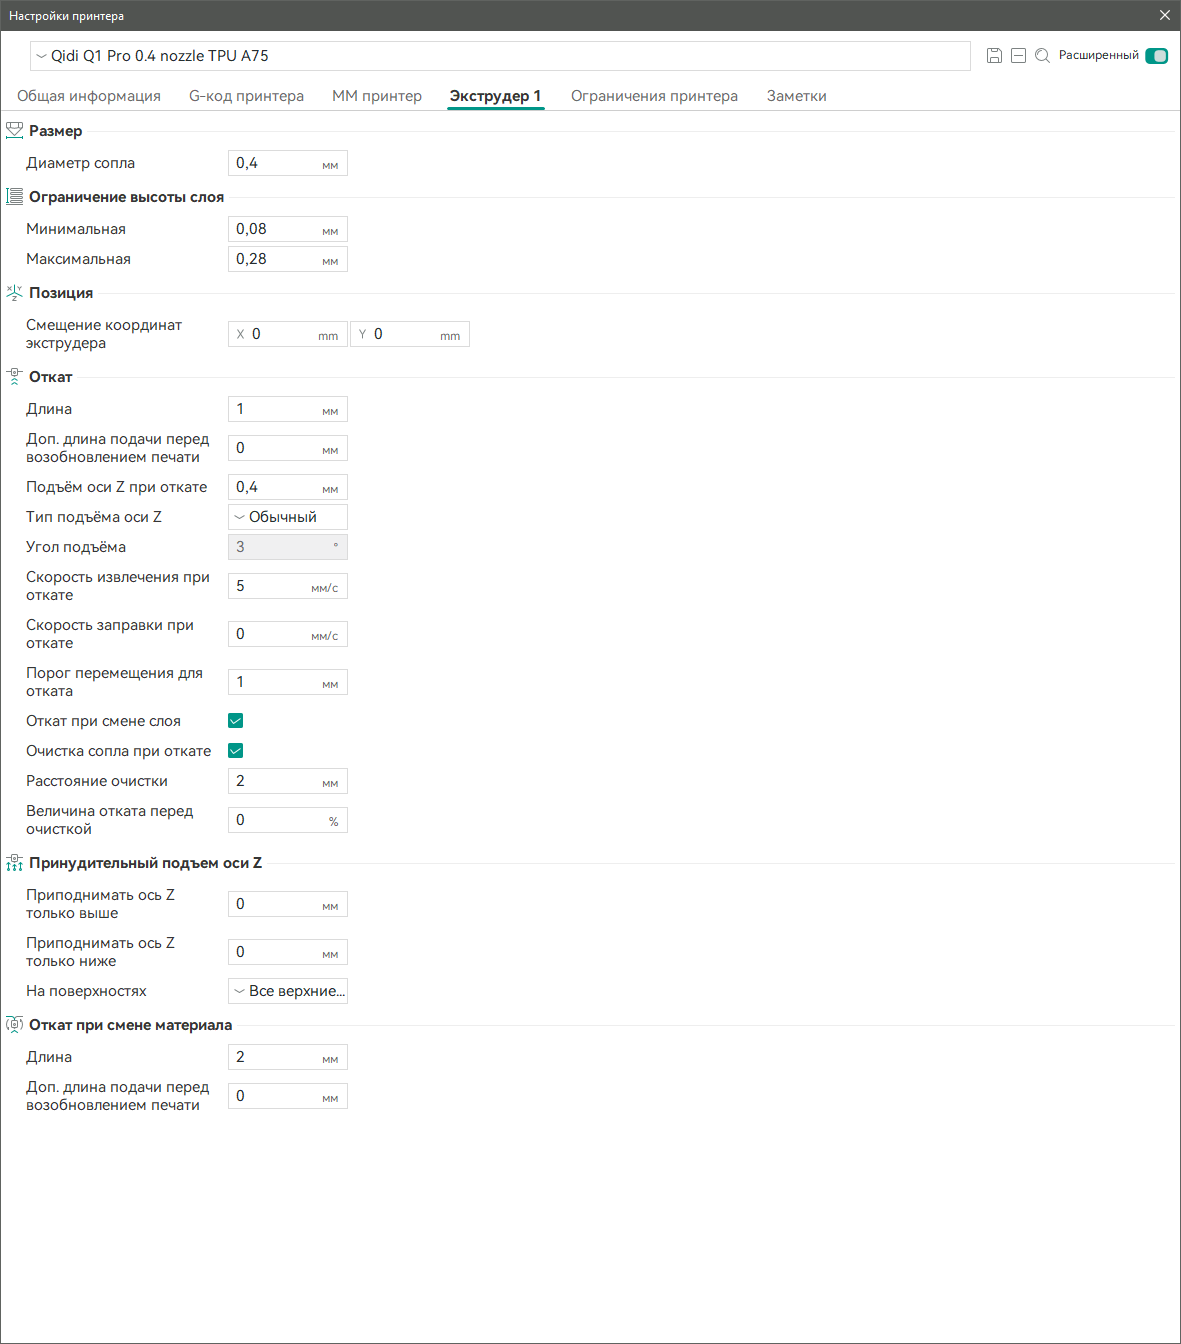 Настройки принтера
Qidi Q1 Pro 0.4 nozzle TPU A75
Расширенный
Общая информация G-код принтера ММ принтер Экструдер 1 Ограничения принтера Заметки
Размер
Диаметр сопла 0,4 мм
Ограничение высоты слоя
Минимальная 0,08 мм
Максимальная 0,28 мм
Позиция
Смещение координат
экструдера
X 0 mm Y 0 mm
Откат
Длина 1 мм
Доп. длина подачи перед
возобновлением печати
0 мм
Подъём оси Z при откате 0,4 мм
Тип подъёма оси Z Обычный
Угол подъёма 3 °
Скорость извлечения при
откате
5 мм/с
Скорость заправки при
откате
0 мм/с
Порог перемещения для
отката
1 мм
Откат при смене слоя
Очистка сопла при откате
Расстояние очистки 2 мм
Величина отката перед
очисткой
0 %
Принудительный подъем оси Z
Приподнимать ось Z
только выше
0 мм
Приподнимать ось Z
только ниже
0 мм
На поверхностях Все верхние...
Откат при смене материала
Длина 2 мм
Доп. длина подачи перед
возобновлением печати
0 мм